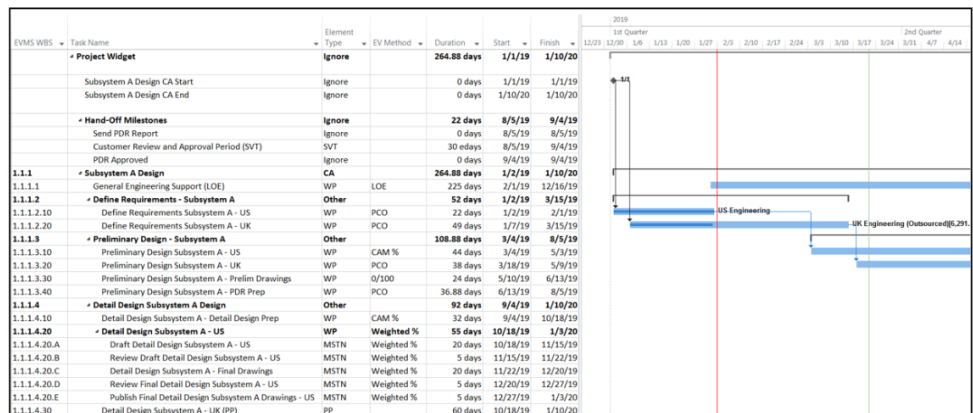 2019
1st Quarter 2nd Quarter
Element
EVMS WBS Task Name Type EV Method Duration Start Finish 12/23 12/30 1/6 1/13 1/20 1/27 2/3 2/10 2/17 2/24 3/3 3/10 3/17 3/24 3/31 4/7 4/14
Project Widget Ignore 264.88 days 1/1/19 1/10/20
Subsystem A Design CA Start Ignore 0 days 1/1/19 1/1/19 1/1
Subsystem A Design CA End Ignore 0 days 1/10/20 1/10/20
Hand-Off Milestones Ignore 22 days 8/5/19 9/4/19
Send PDR Report Ignore 0 days 8/5/19 8/5/19
Customer Review and Approval Period (SVT) SVT 30 edays 8/5/19 9/4/19
PDR Approved Ignore 0 days 9/4/19 9/4/19
1.1.1 Subsystem A Design CA 264.88 days 1/2/19 1/10/20
1.1.1.1 General Engineering Support (LOE) WP LOE 225 days 2/1/19 12/16/19
1.1.1.2 Define Requirements - Subsystem A Other 52 days 1/2/19 3/15/19
1.1.1.2.10 Define Requirements Subsystem A - US WP PCO 22 days 1/2/19 2/1/19 US Engineering
1.1.1.2.20 Define Requirements Subsystem A - UK WP PCO 49 days 1/7/19 3/15/19 UK Engineering (Outsourced)[6,291.
1.1.1.3 Preliminary Design - Subsystem A Other 108.88 days 3/4/19 8/5/19
1.1.1.3.10 Preliminary Design Subsystem A - US WP CAM % 44 days 3/4/19 5/3/19
1.1.1.3.20 Preliminary Design Subsystem A - UK WP PCO 38 days 3/18/19 5/9/19
1.1.1.3.30 Preliminary Design Subsystem A - Prelim Drawings WP 0/100 24 days 5/10/19 6/13/19
1.1.1.3.40 Preliminary Design Subsystem A - PDR Prep WP PCO 36.88 days 6/13/19 8/5/19
1.1.1.4 Detail Design Subsystem A Design Other 92 days 9/4/19 1/10/20
1.1.1.4.10 Detail Design Subsystem A - Detail Design Prep WP CAM % 32 days 9/4/19 10/18/19
1.1.1.4.20 Detail Design Subsystem A - US WP Weighted % 55 days 10/18/19 1/3/20
1.1.1.4.20.A Draft Detail Design Subsystem A - US MSTN Weighted % 20 days 10/18/19 11/15/19
1.1.1.4.20.B Review Draft Detail Design Subsystem A - US MSTN Weighted % 5 days 11/15/19 11/22/19
1.1.1.4.20.C Detail Design Subsystem A - Final Drawings MSTN Weighted % 20 days 11/22/19 12/20/19
1.1.1.4.20.D Review Final Detail Design Subsystem A - US MSTN Weighted % 5 days 12/20/19 12/27/19
1.1.1.4.20.E Publish Final Detail Design Subsystem A Drawings - US MSTN Weighted % 5 days 12/27/19 1/3/20
1.1.1.4.30 Detail Design Subsystem A - UK (PP) PP 60 days 10/18/19 1/10/20